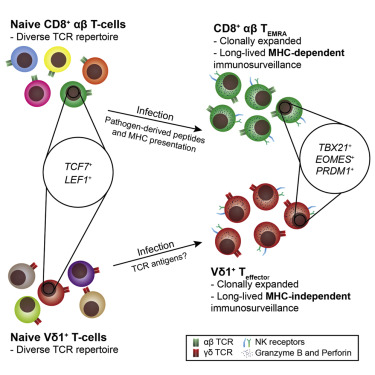 Naive CD8⁺ αβ T-cells
- Diverse TCR repertoire
CD8⁺ αβ T_EMRA
- Clonally expanded
- Long-lived MHC-dependent
immunosurveillance
Infection
Pathogen-derived peptides
and MHC presentation
TCF7⁺
LEF1⁺
TBX21⁺
EOMES⁺
PRDM1⁺
Infection
TCR antigens?
Naive Vδ1⁺ T-cells
- Diverse TCR repertoire
Vδ1⁺ T_effector
- Clonally expanded
- Long-lived MHC-independent
immunosurveillance
αβ TCR
NK receptors
γδ TCR
Granzyme B and Perforin